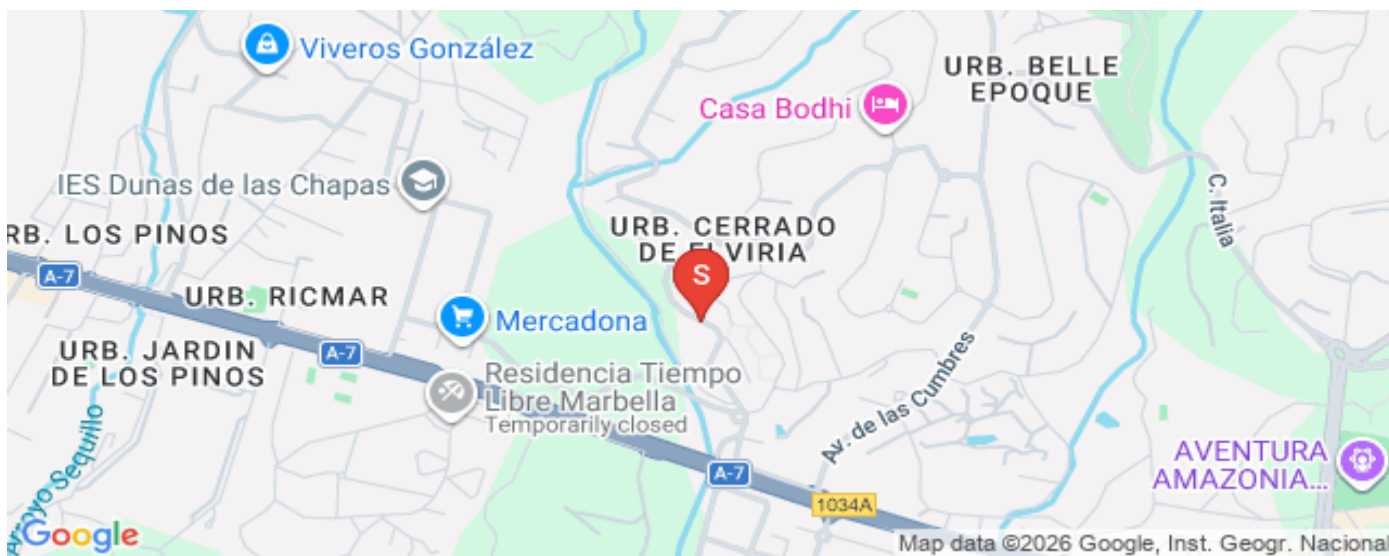 Viveros González
URB. BELLE
EPOQUE
Casa Bodhi
IES Dunas de las Chapas
C. Italia
URB. CERRADO
DE ELVIRIA
RB. LOS PINOS
S
A-7
URB. RICMAR
Mercadona
URB. JARDIN
DE LOS PINOS
A-7
Residencia Tiempo
Libre Marbella
Temporarily closed
Av. de las Cumbres
Arroyo Sequillo
A-7
AVENTURA
AMAZONIA...
1034A
Google
Map data ©2026 Google, Inst. Geogr. Nacional